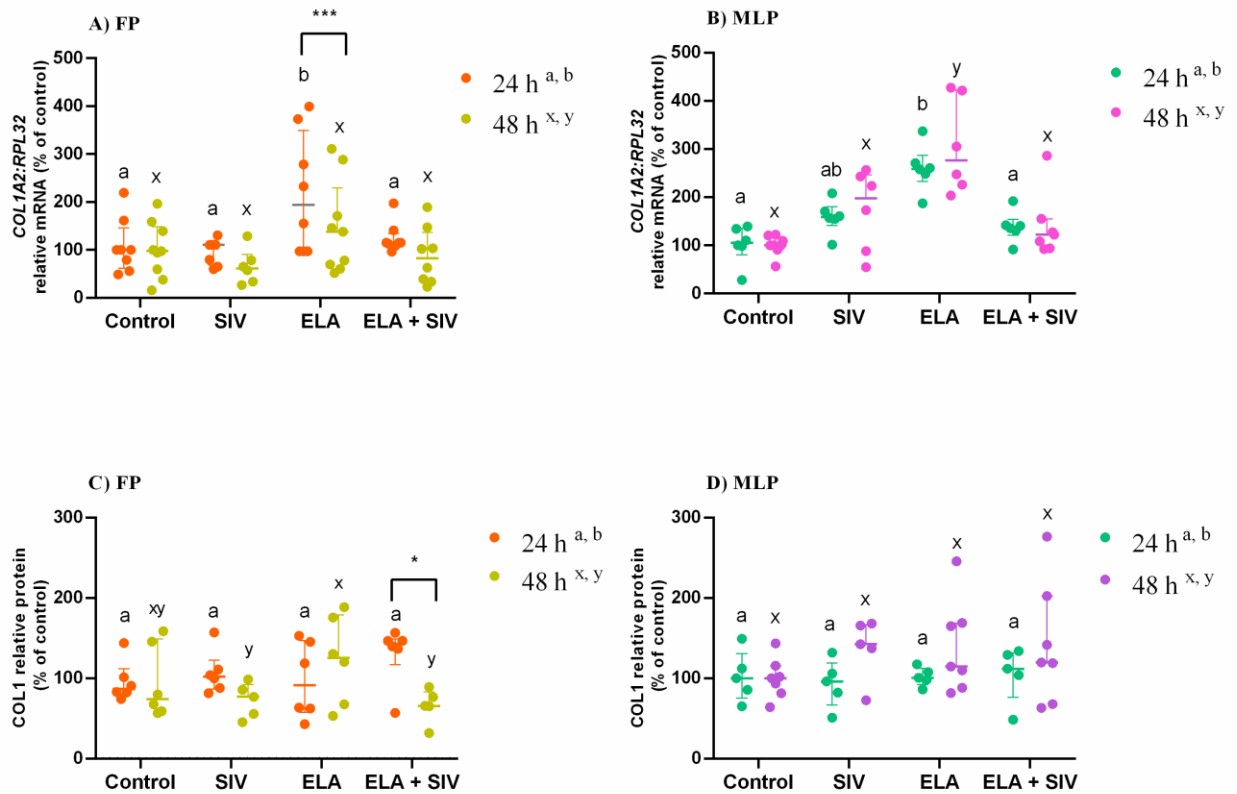 A) FP
***
COL1A2:RPL32
relative mRNA (% of control)
500
400
300
200
100
0
a
x
a
x
b
x
a
x
Control
SIV
ELA
ELA + SIV
24 h a, b
48 h x, y
B) MLP
COL1A2:RPL32
relative mRNA (% of control)
500
400
300
200
100
0
a
x
ab
x
b
y
a
x
Control
SIV
ELA
ELA + SIV
24 h a, b
48 h x, y
C) FP
COL1 relative protein
(% of control)
300
200
100
0
a
xy
a
y
a
x
*
a
y
Control
SIV
ELA
ELA + SIV
24 h a, b
48 h x, y
D) MLP
COL1 relative protein
(% of control)
300
200
100
0
a
x
a
x
a
x
a
x
Control
SIV
ELA
ELA + SIV
24 h a, b
48 h x, y